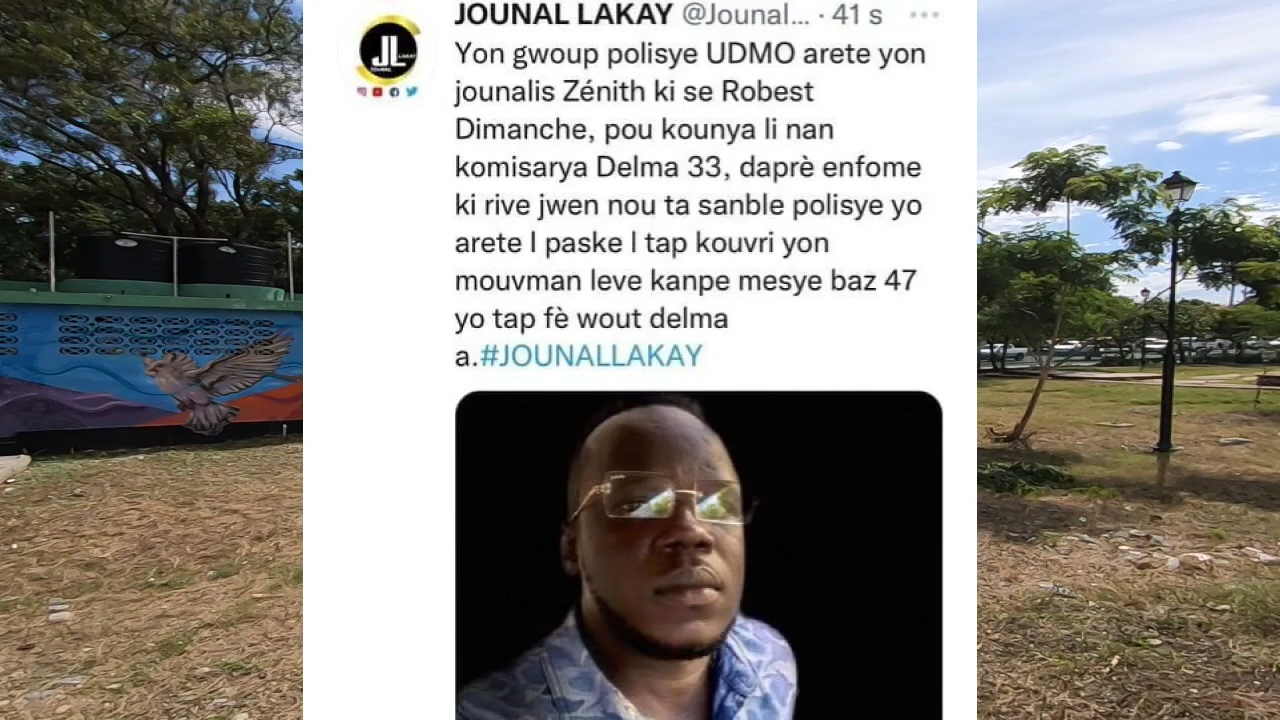 JOUNAL LAKAY @Jounal... · 41 s
Yon gwoup polisye UDMO arete yon
jounalis Zénith ki se Robest
Dimanche, pou kounya li nan
komisarya Delma 33, daprè enfome
ki rive jwen nou ta sanble polisye yo
arete l paske l tap kouvri yon
mouvman leve kanpe mesye baz 47
yo tap fè wout delma
a.#JOUNALLAKAY
JL